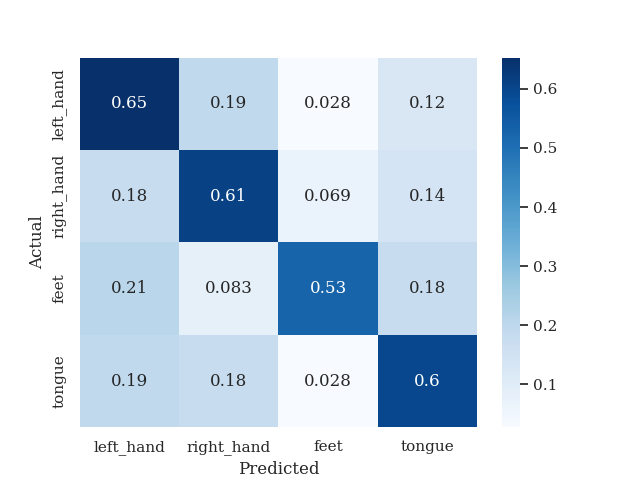 Actual
left_hand 0.65 0.19 0.028 0.12
right_hand 0.18 0.61 0.069 0.14
feet 0.21 0.083 0.53 0.18
tongue 0.19 0.18 0.028 0.6
left_hand right_hand feet tongue
Predicted
0.6
0.5
0.4
0.3
0.2
0.1